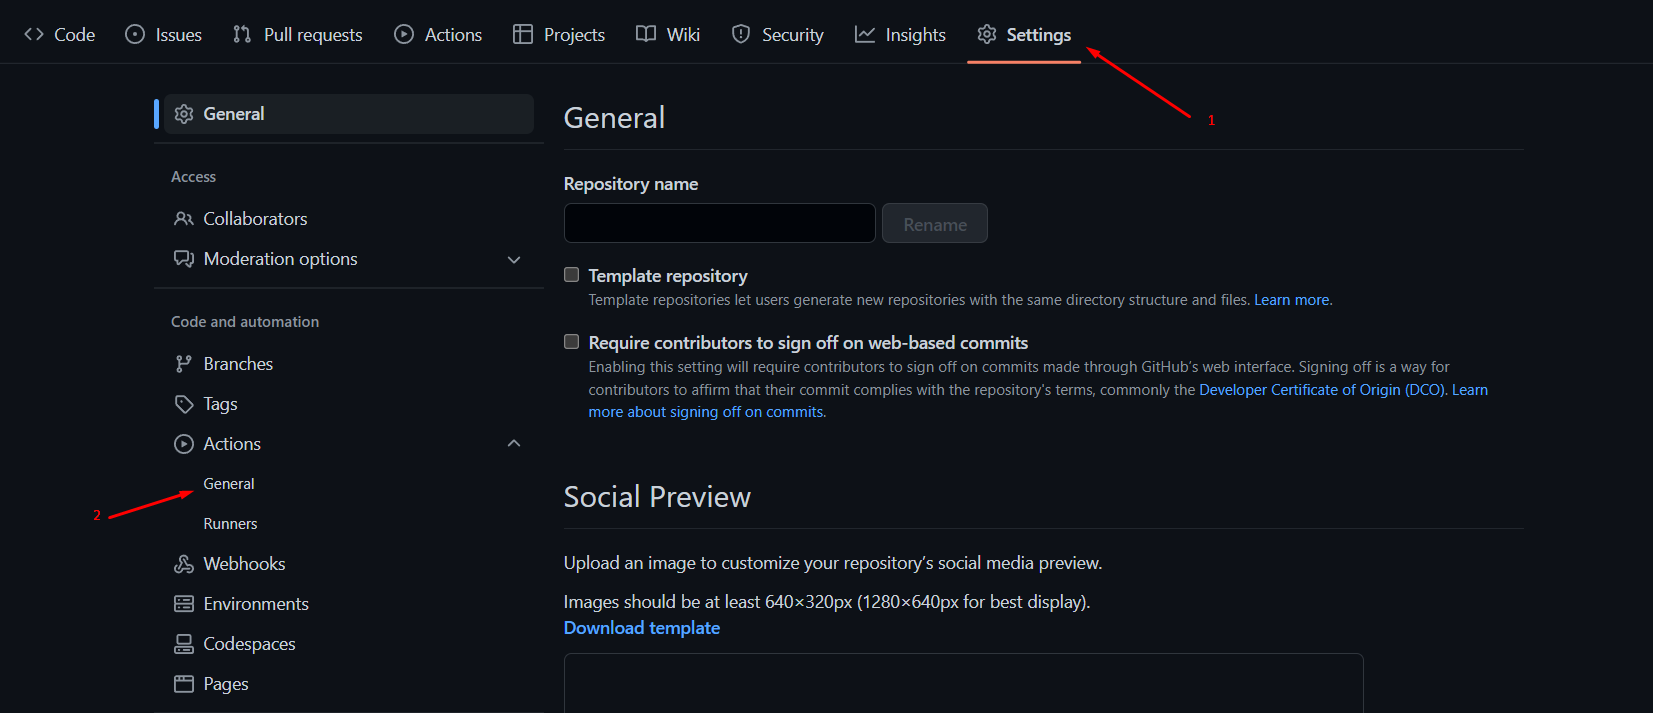 Code Issues Pull requests Actions Projects Wiki Security Insights Settings
1
General
Access
Collaborators
Moderation options
Code and automation
Branches
Tags
Actions
General
2
Runners
Webhooks
Environments
Codespaces
Pages
General
Repository name
Rename
Template repository
Template repositories let users generate new repositories with the same directory structure and files. Learn more.
Require contributors to sign off on web-based commits
Enabling this setting will require contributors to sign off on commits made through GitHub's web interface. Signing off is a way for
contributors to affirm that their commit complies with the repository's terms, commonly the Developer Certificate of Origin (DCO). Learn
more about signing off on commits.
Social Preview
Upload an image to customize your repository's social media preview.
Images should be at least 640×320px (1280×640px for best display).
Download template